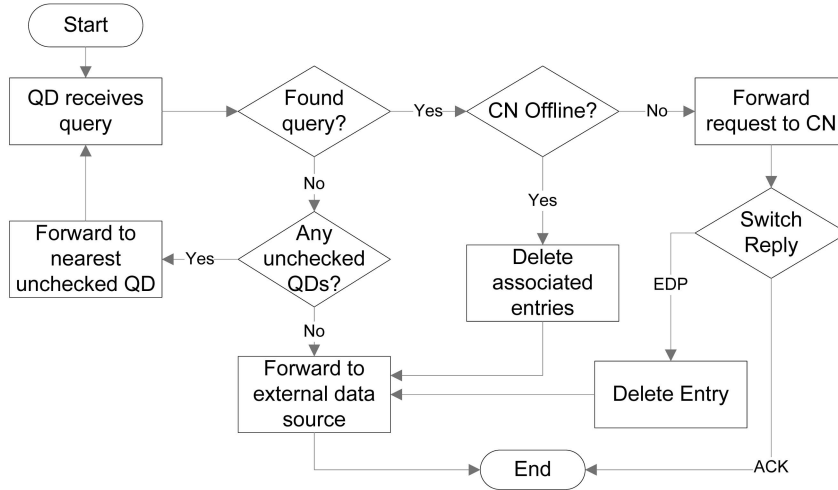 Start
QD receives
query
Found
query?
Yes
CN Offline?
No
Forward
request to CN
No
Yes
Switch
Reply
Forward to
nearest
unchecked QD
Yes
Any
unchecked
QDs?
Delete
associated
entries
EDP
No
Forward to
external data
source
Delete Entry
End
ACK